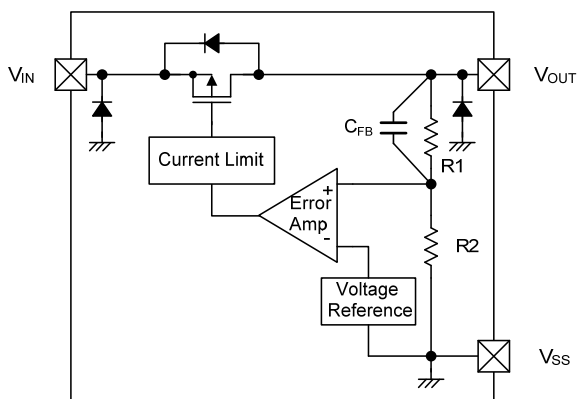 VIN
VOUT
CFB
R1
Current Limit
+
Error
Amp
-
R2
Voltage
Reference
VSS